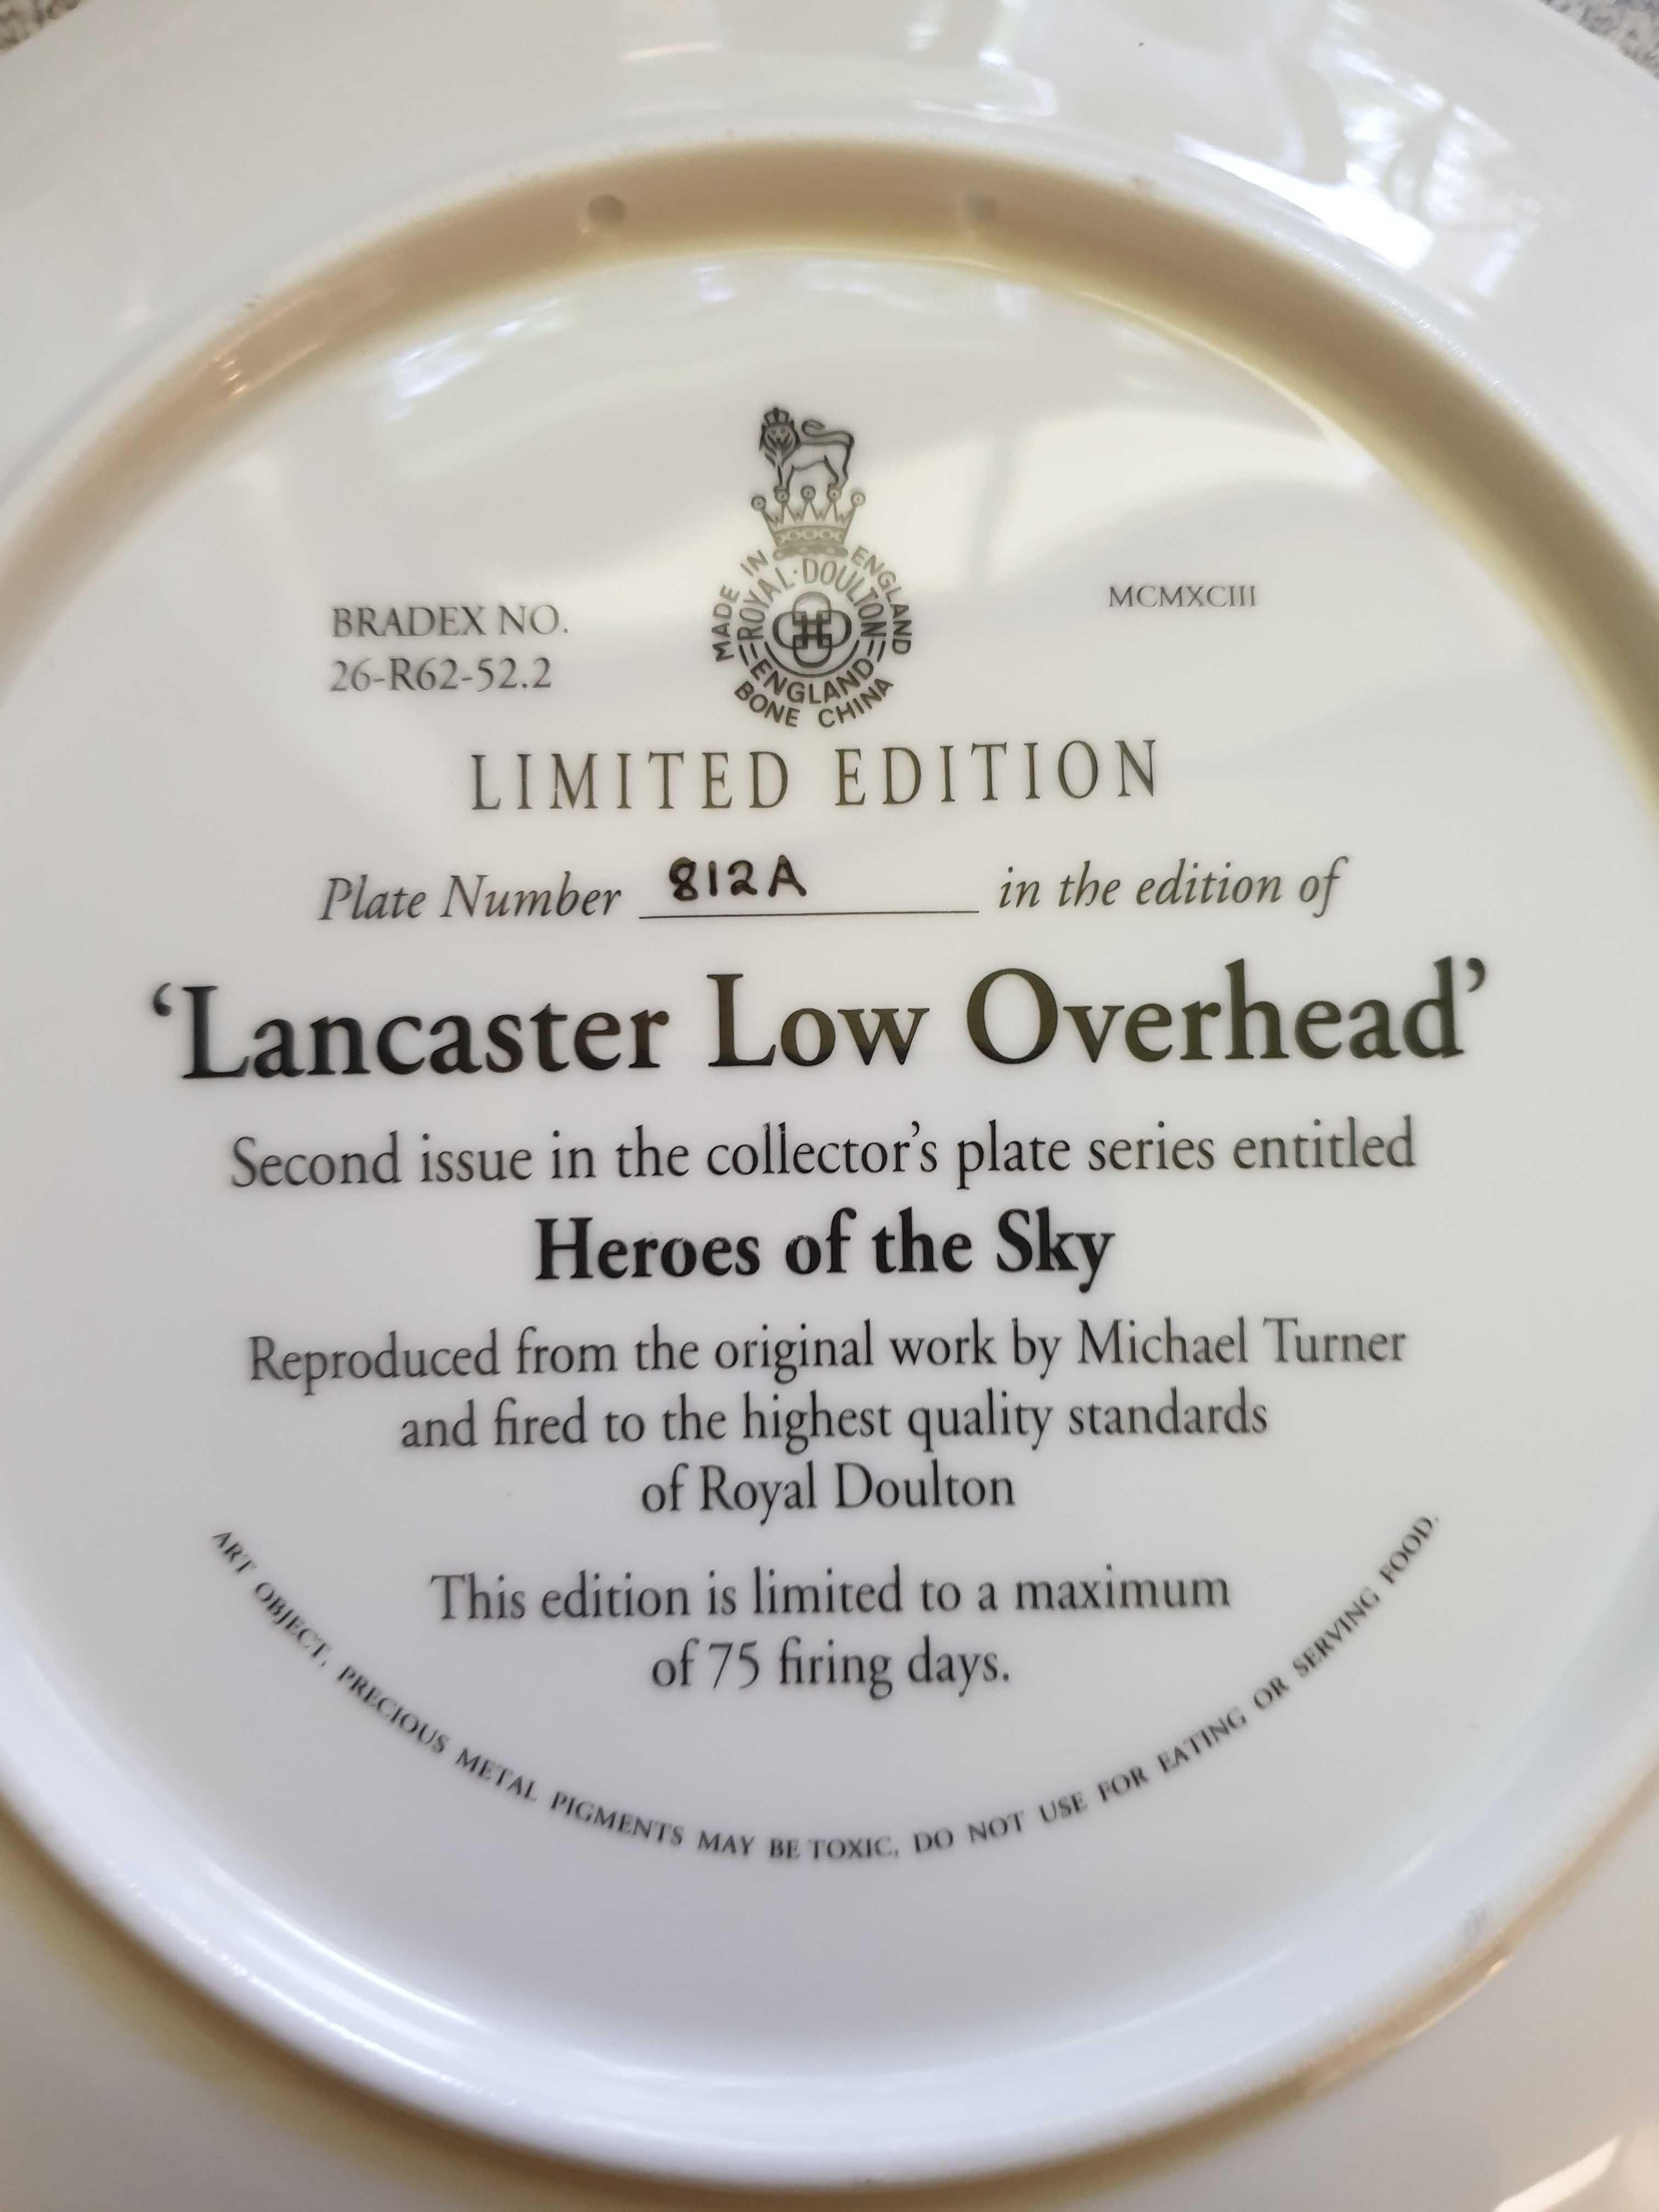 BRADEX NO.
26-R62-52.2
MADE IN ENGLAND
ROYAL·DOULTON
ENGLAND
BONE CHINA
MCMXCIII
LIMITED EDITION
Plate Number 812A in the edition of
‘Lancaster Low Overhead’
Second issue in the collector’s plate series entitled
Heroes of the Sky
Reproduced from the original work by Michael Turner
and fired to the highest quality standards
of Royal Doulton
This edition is limited to a maximum
of 75 firing days.
ART OBJECT, PRECIOUS METAL PIGMENTS MAY BE TOXIC, DO NOT USE FOR EATING OR SERVING FOOD.